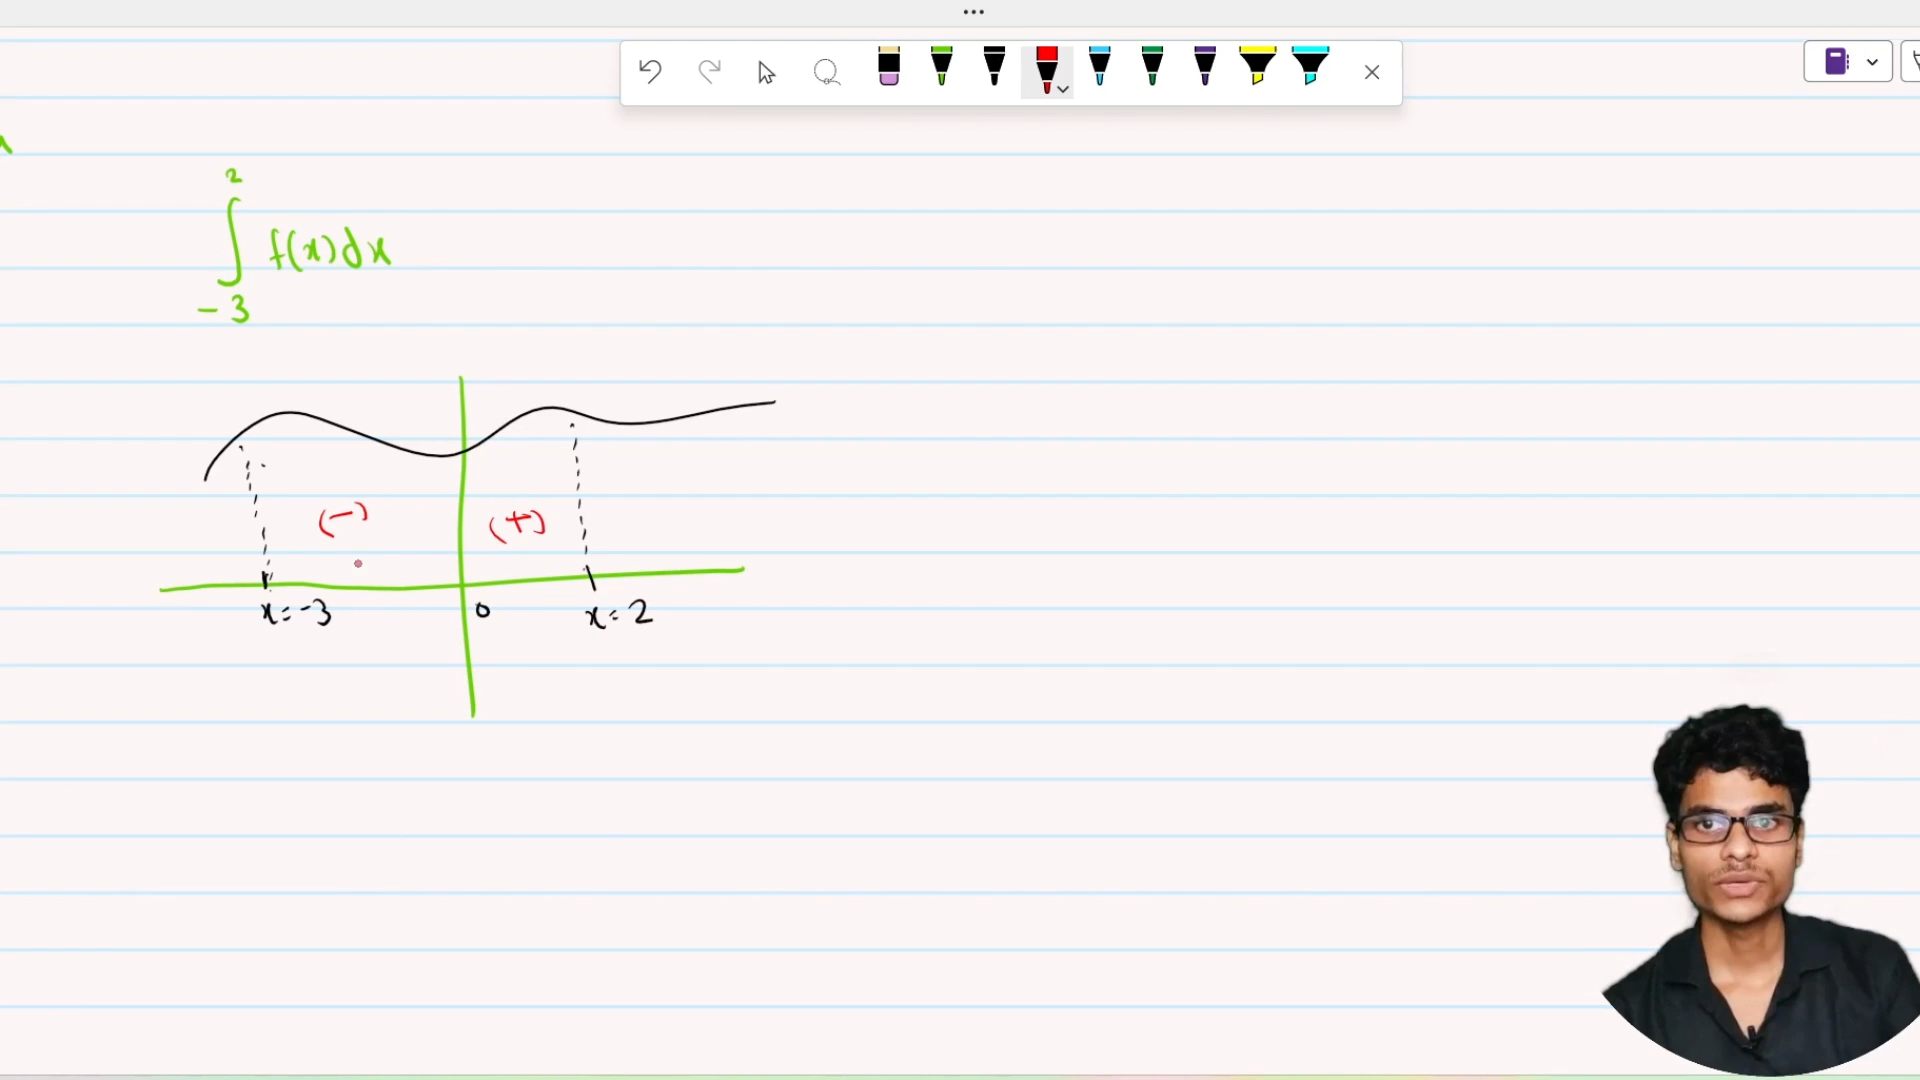 2
∫ f(x)dx
-3
(-) (+)
x=-3 0 x=2